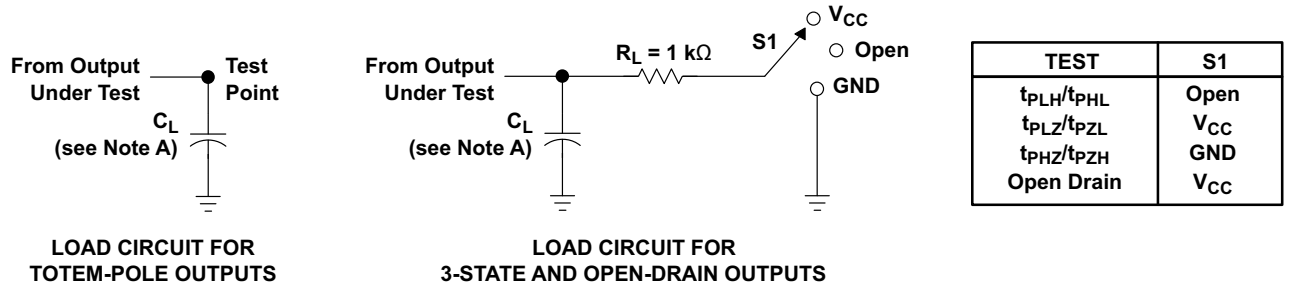 From Output
Under Test
Test
Point
C_L
(see Note A)
LOAD CIRCUIT FOR
TOTEM-POLE OUTPUTS
From Output
Under Test
R_L = 1 kΩ
S1
V_CC
Open
GND
C_L
(see Note A)
LOAD CIRCUIT FOR
3-STATE AND OPEN-DRAIN OUTPUTS
TEST S1
t_PLH/t_PHL Open
t_PLZ/t_PZL V_CC
t_PHZ/t_PZH GND
Open Drain V_CC